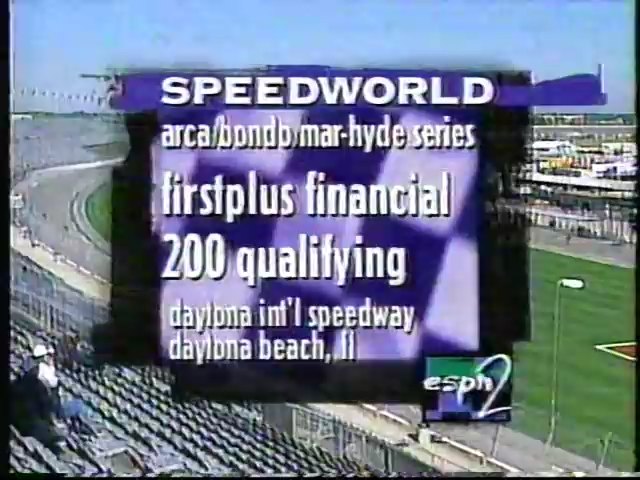 SPEEDWORLD
arca/bondo mar-hyde series
firstplus financial
200 qualifying
daytona int'l speedway
daytona beach, fl
espn2